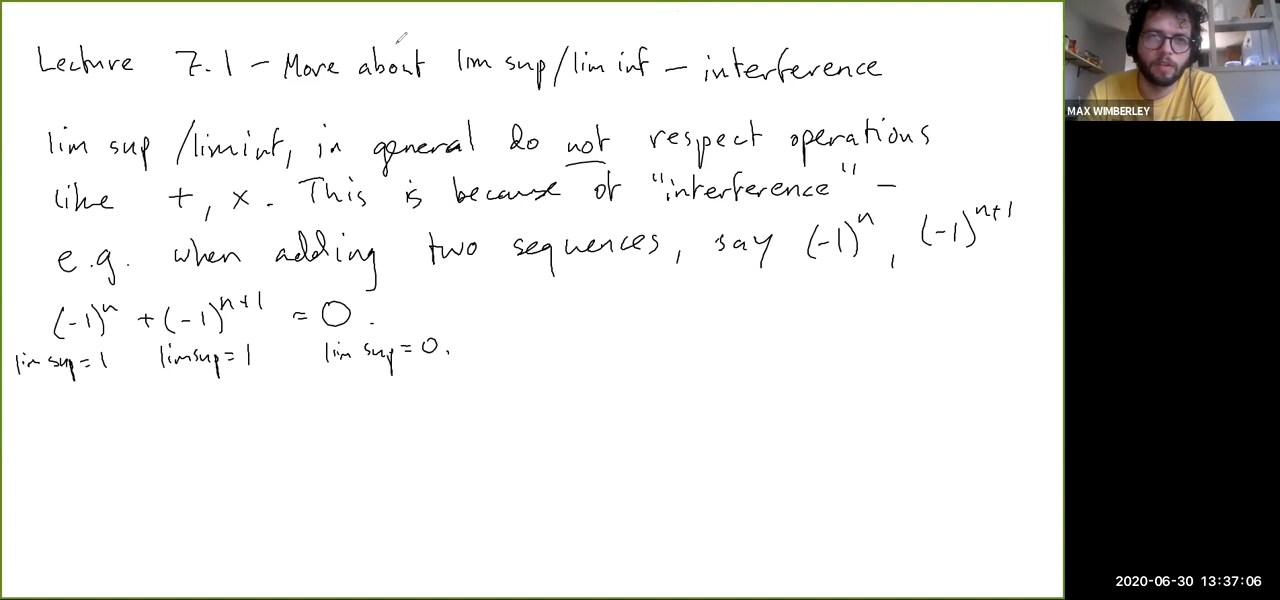 Lecture 7.1 – More about lim sup/lim inf – interference
lim sup/liminf, in general do not respect operations
like +, x. This is because of "interference" –
e.g. when adding two sequences, say (-1)^n, (-1)^{n+1}
(-1)^n + (-1)^{n+1} = 0.
lim sup = 1 limsup = 1 lim sup = 0.
MAX WIMBERLEY
2020-06-30 13:37:06